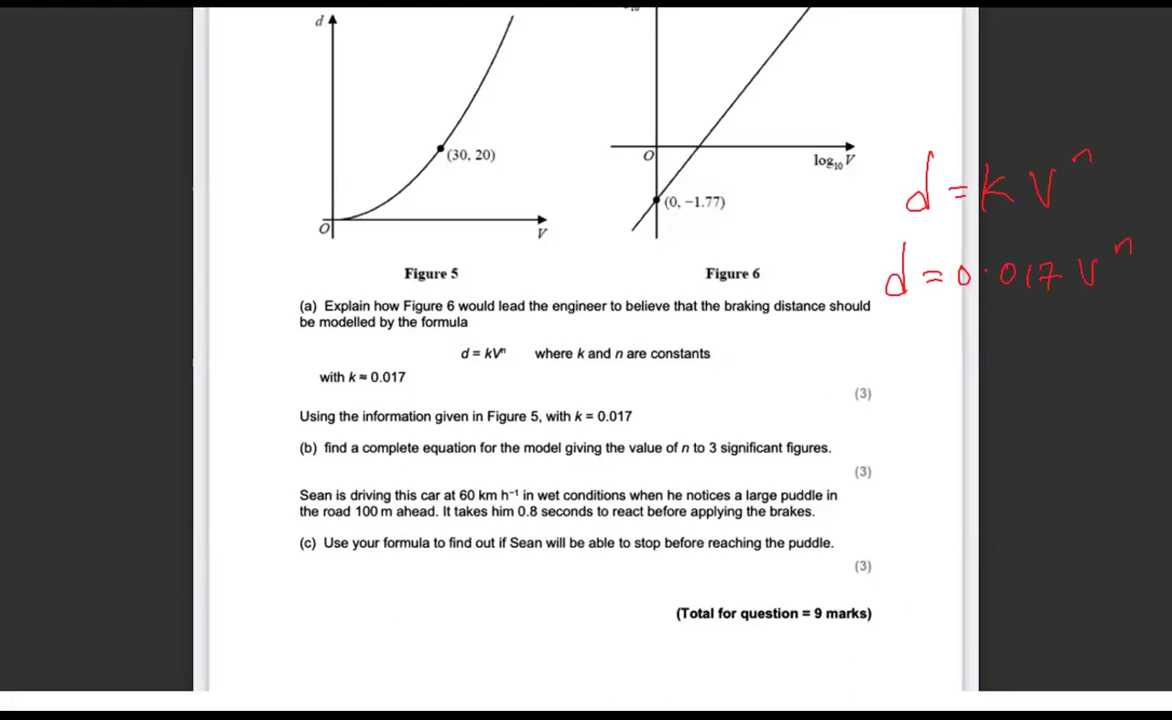 d
(30, 20)
O
V
O
log₁₀ V
(0, −1.77)
d = k Vⁿ
d = 0.017 Vⁿ
Figure 5
Figure 6
(a) Explain how Figure 6 would lead the engineer to believe that the braking distance should
be modelled by the formula
d = kVⁿ where k and n are constants
with k ≈ 0.017
(3)
Using the information given in Figure 5, with k = 0.017
(b) find a complete equation for the model giving the value of n to 3 significant figures.
(3)
Sean is driving this car at 60 km h⁻¹ in wet conditions when he notices a large puddle in
the road 100 m ahead. It takes him 0.8 seconds to react before applying the brakes.
(c) Use your formula to find out if Sean will be able to stop before reaching the puddle.
(3)
(Total for question = 9 marks)